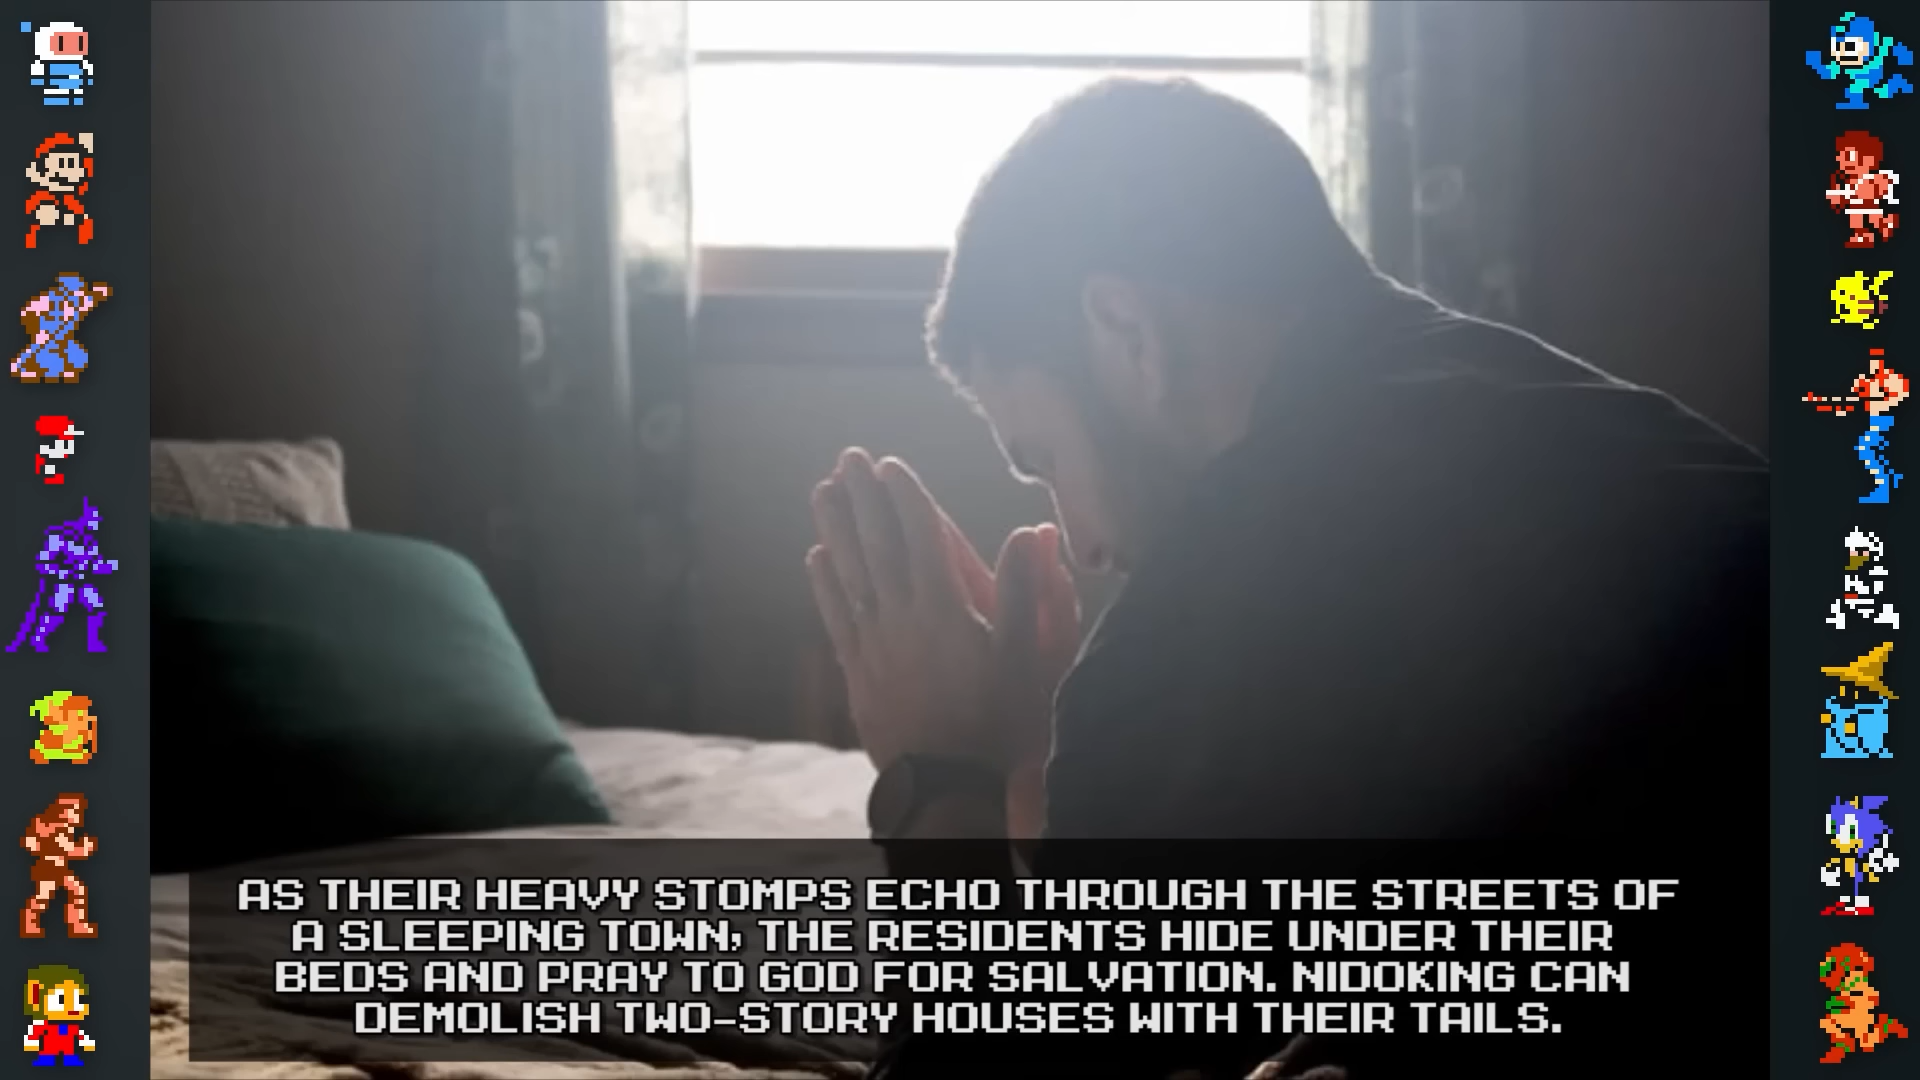 AS THEIR HEAVY STOMPS ECHO THROUGH THE STREETS OF
A SLEEPING TOWN, THE RESIDENTS HIDE UNDER THEIR
BEDS AND PRAY TO GOD FOR SALVATION. NIDOKING CAN
DEMOLISH TWO-STORY HOUSES WITH THEIR TAILS.